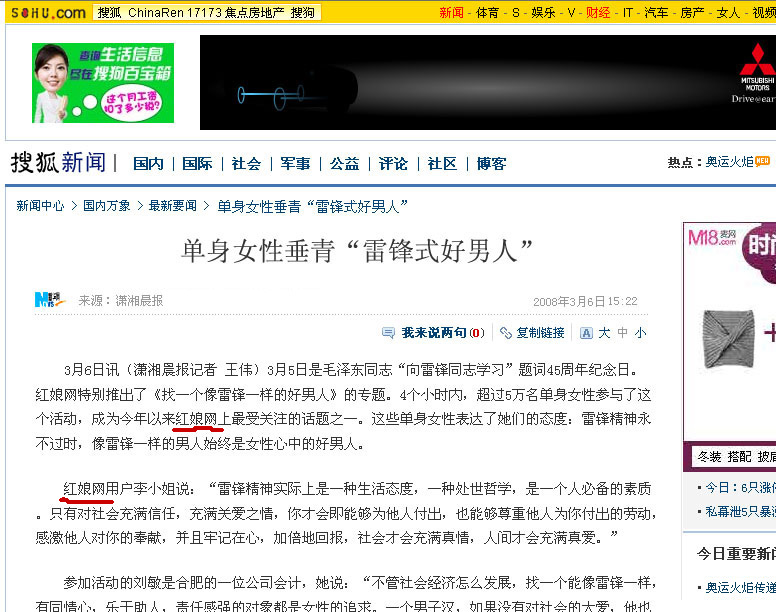 SOHU.com 搜狐 ChinaRen 17173 焦点房地产 搜狗 新闻 - 体育 - S - 娱乐 - V - 财经 - IT - 汽车 - 房产 - 女人 - 视频
查询生活信息
尽在搜狗百宝箱
这个月工资
扣了多少税?
MITSUBISHI
MOTORS
Drive@ear
搜狐新闻 | 国内 | 国际 | 社会 | 军事 | 公益 | 评论 | 社区 | 博客 热点：奥运火炬 NEW
新闻中心 > 国内万象 > 最新要闻 > 单身女性垂青“雷锋式好男人”
单身女性垂青“雷锋式好男人”
来源：潇湘晨报 2008年3月6日15:22
我来说两句(0) 复制链接 A 大 中 小
3月6日讯（潇湘晨报记者 王伟）3月5日是毛泽东同志“向雷锋同志学习”题词45周年纪念日。
红娘网特别推出了《找一个像雷锋一样的好男人》的专题。4个小时内，超过5万名单身女性参与了这
个活动，成为今年以来红娘网上最受关注的话题之一。这些单身女性表达了她们的态度：雷锋精神永
不过时，像雷锋一样的男人始终是女性心中的好男人。
红娘网用户李小姐说：“雷锋精神实际上是一种生活态度，一种处世哲学，是一个人必备的素质
。只有对社会充满信任，充满关爱之情，你才会即能够为他人付出，也能够尊重他人为你付出的劳动，
感激他人对你的奉献，并且牢记在心，加倍地回报，社会才会充满真情，人间才会充满真爱。”
参加活动的刘敏是合肥的一位公司会计，她说：“不管社会经济怎么发展，找一个能像雷锋一样，
有同情心，乐于助人，责任感强的对象都是女性的追求。一个男子汉，如果没有对社会的大爱，他也
M18.com 麦网
时尚
冬装 搭配 披肩
今日：6只涨停
私幕泄5只暴涨
今日重要新闻
奥运火炬传递